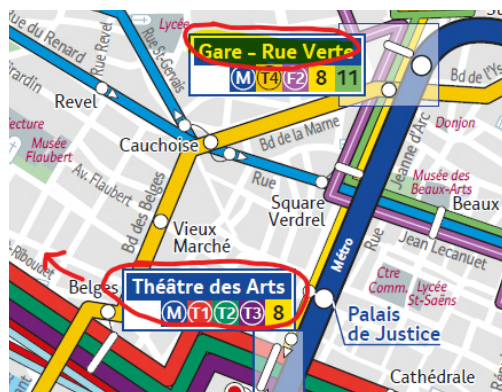 Rue du Renard
Rue Revel
Lycée
Rue St-Gervais
Gare - Rue Verte
M T4 F2 8 11
Bd de l'Ys
Girardin
Revel
ecture
Musée
Flaubert
Cauchoise
Bd de la Marne
Jeanne d'Arc
Donjon
Av. Flaubert
Rue
Musée des
Beaux-Arts
Square
Verdrel
Beaux
Bd des Belges
Vieux
Marché
Rue
Jean Lecanuet
t-Riboudet
Métro
Ctre
Comm.
Lycée
St-Saëns
Belges
Théâtre des Arts
M T1 T2 T3 8
Palais
de Justice
Cathédrale